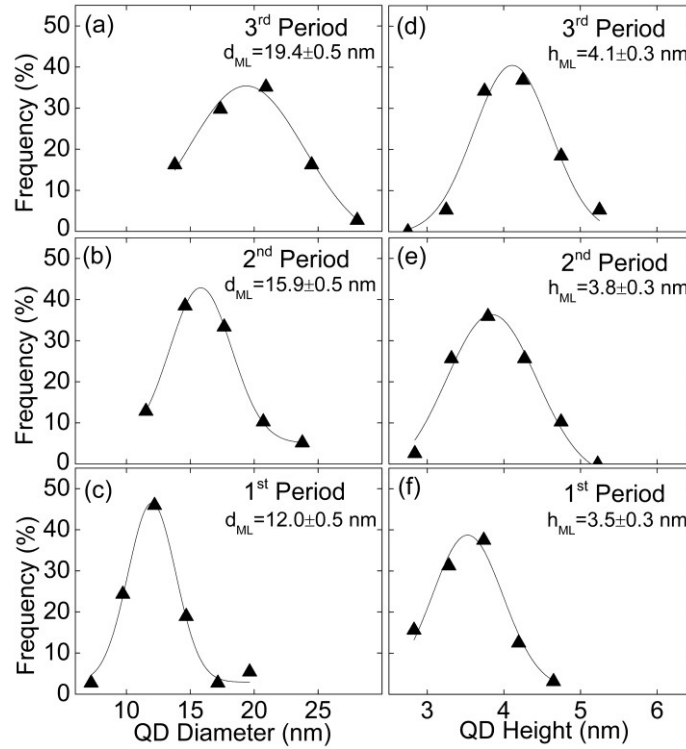 (a)
3rd Period
dML=19.4±0.5 nm
50
40
30
20
10
0
Frequency (%)
(d)
3rd Period
hML=4.1±0.3 nm
(b)
2nd Period
dML=15.9±0.5 nm
50
40
30
20
10
0
Frequency (%)
(e)
2nd Period
hML=3.8±0.3 nm
(c)
1st Period
dML=12.0±0.5 nm
50
40
30
20
10
0
Frequency (%)
(f)
1st Period
hML=3.5±0.3 nm
10 15 20 25
QD Diameter (nm)
3 4 5 6
QD Height (nm)